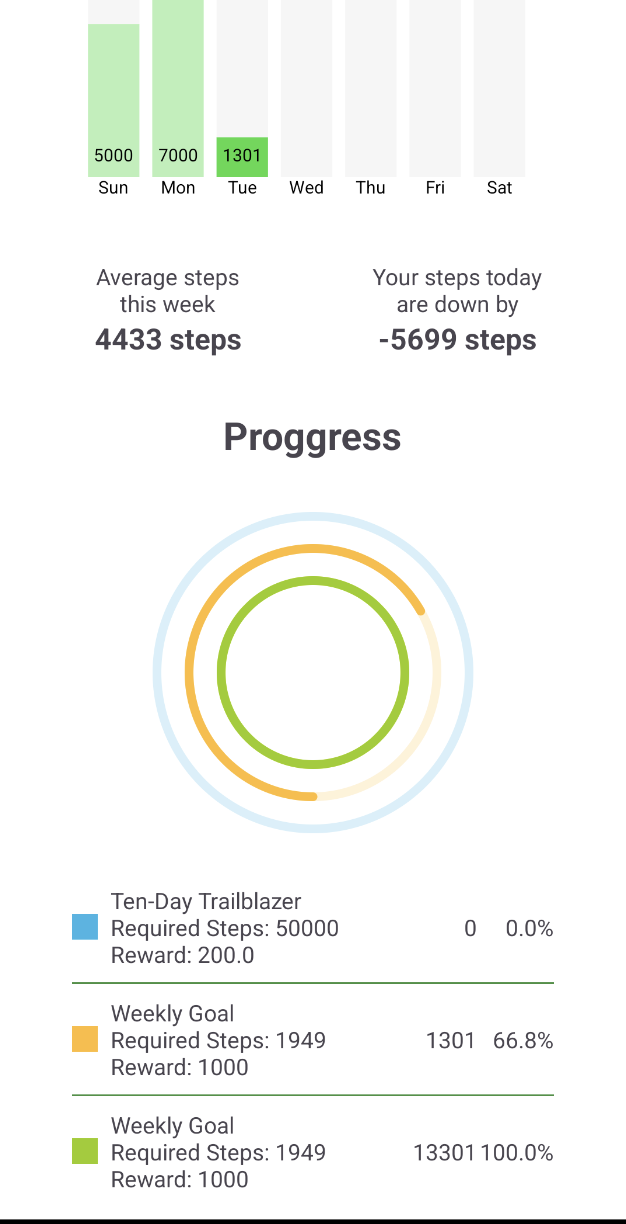 5000 7000 1301
Sun Mon Tue Wed Thu Fri Sat
Average steps
this week
4433 steps
Your steps today
are down by
-5699 steps
Proggress
Ten-Day Trailblazer
Required Steps: 50000 0 0.0%
Reward: 200.0
Weekly Goal
Required Steps: 1949 1301 66.8%
Reward: 1000
Weekly Goal
Required Steps: 1949 13301 100.0%
Reward: 1000